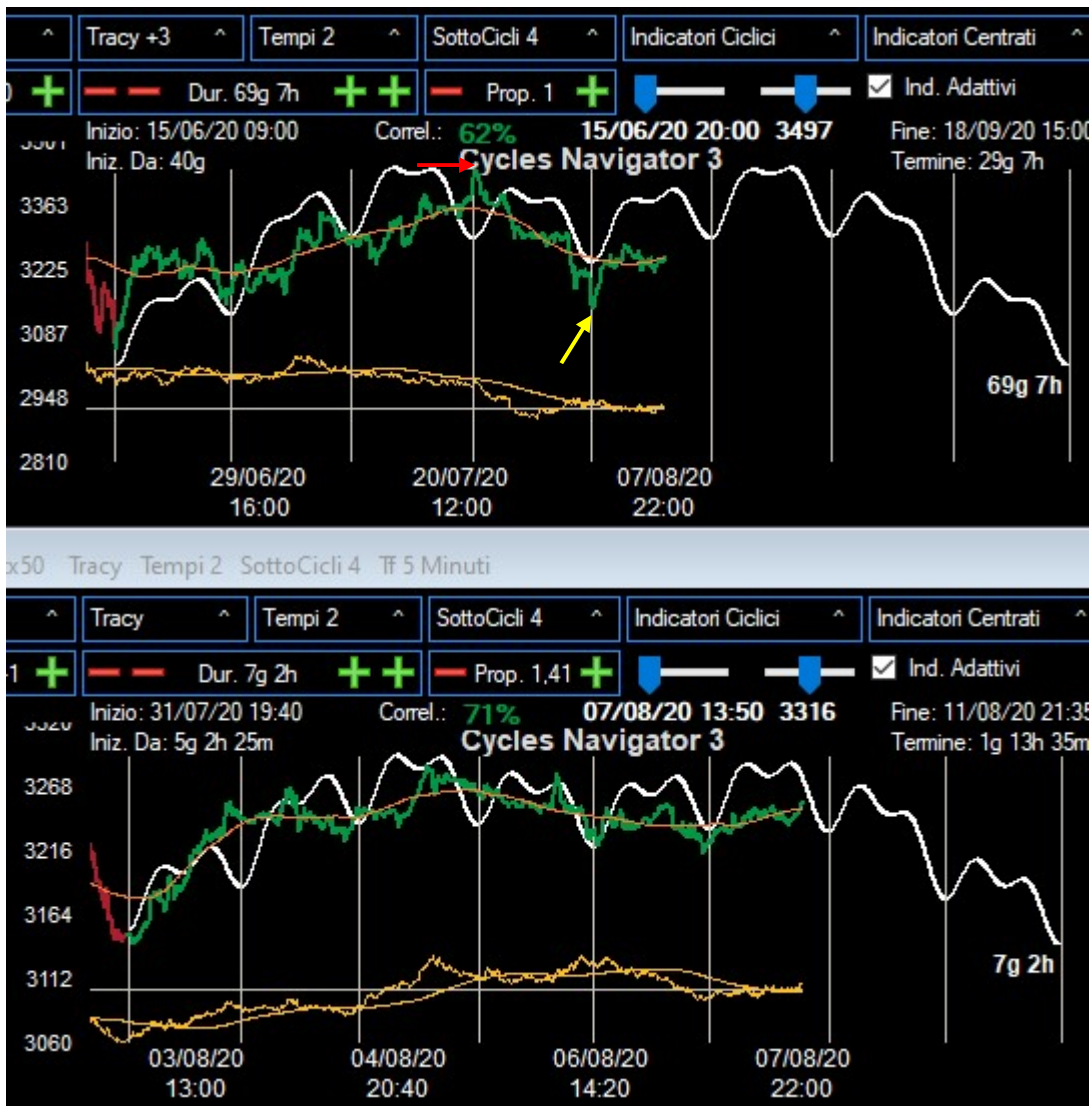 ^ Tracy +3 ^ Tempi 2 ^ SottoCicli 4 ^ Indicatori Ciclici ^ Indicatori Centrati ^
Dur. 69g 7h Prop. 1 Ind. Adattivi
Inizio: 15/06/20 09:00 Correl.: 62% 15/06/20 20:00 3497 Fine: 18/09/20 15:00
Iniz. Da: 40g Cycles Navigator 3 Termine: 29g 7h
3363
3225
3087
2948
69g 7h
2810
29/06/20 20/07/20 07/08/20
16:00 12:00 22:00
x50 Tracy Tempi 2 SottoCicli 4 Tf 5 Minuti
^ Tracy ^ Tempi 2 ^ SottoCicli 4 ^ Indicatori Ciclici ^ Indicatori Centrati ^
Dur. 7g 2h Prop. 1,41 Ind. Adattivi
Inizio: 31/07/20 19:40 Correl.: 71% 07/08/20 13:50 3316 Fine: 11/08/20 21:35
Iniz. Da: 5g 2h 25m Cycles Navigator 3 Termine: 1g 13h 35m
3268
3216
3164
3112
7g 2h
3060
03/08/20 04/08/20 06/08/20 07/08/20
13:00 20:40 14:20 22:00